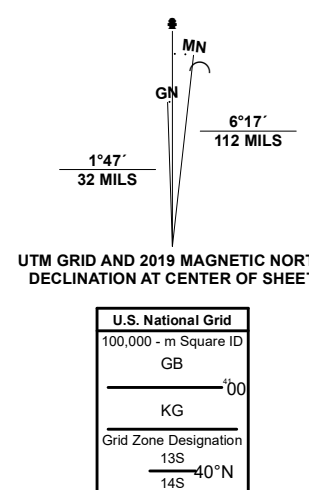 MN
GN
6°17´
112 MILS
1°47´
32 MILS
UTM GRID AND 2019 MAGNETIC NORT
DECLINATION AT CENTER OF SHEET
U.S. National Grid
100,000 - m Square ID
GB
4100
KG
Grid Zone Designation
13S
40°N
14S